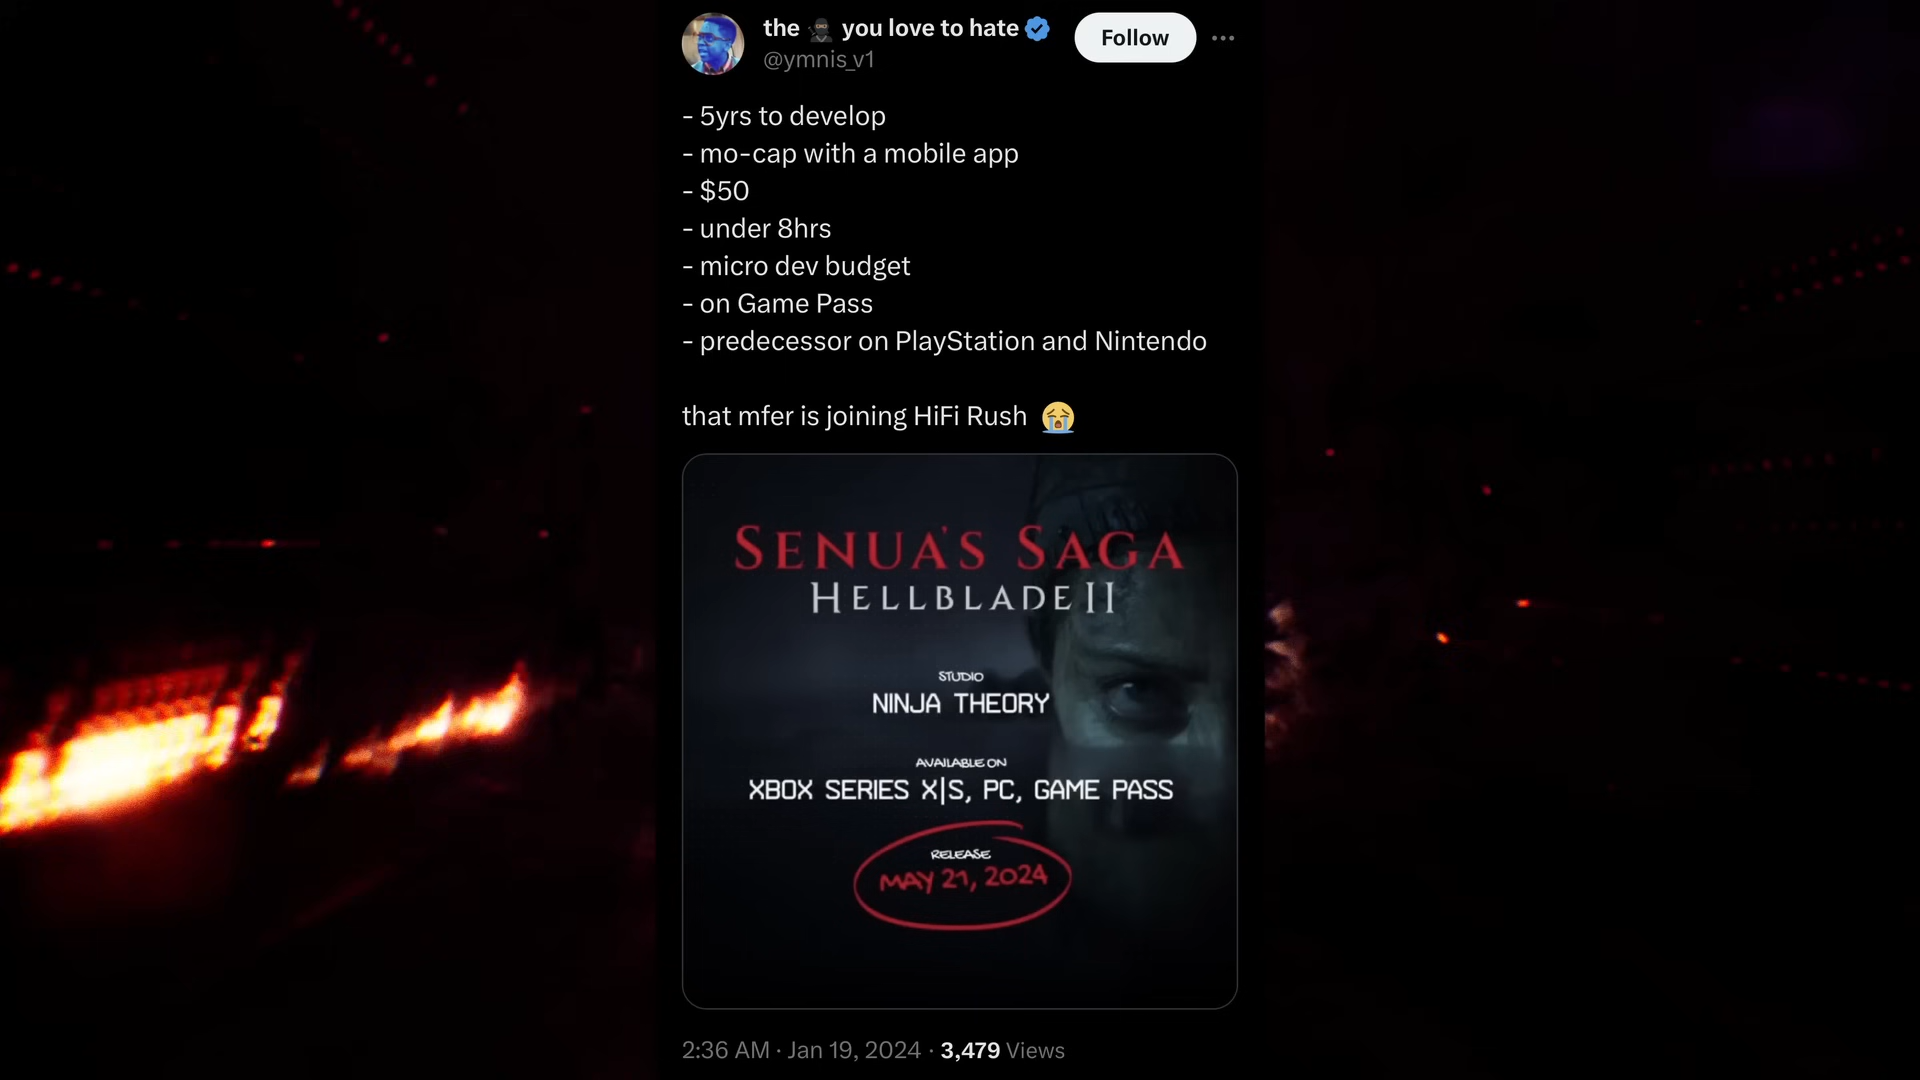 the 🥷🏿 you love to hate
Follow
@ymnis_v1
- 5yrs to develop
- mo-cap with a mobile app
- $50
- under 8hrs
- micro dev budget
- on Game Pass
- predecessor on PlayStation and Nintendo
that mfer is joining HiFi Rush 😭
SENUA'S SAGA
HELLBLADE II
STUDIO
NINJA THEORY
AVAILABLE ON
XBOX SERIES X|S, PC, GAME PASS
RELEASE
MAY 21, 2024
2:36 AM · Jan 19, 2024 · 3,479 Views